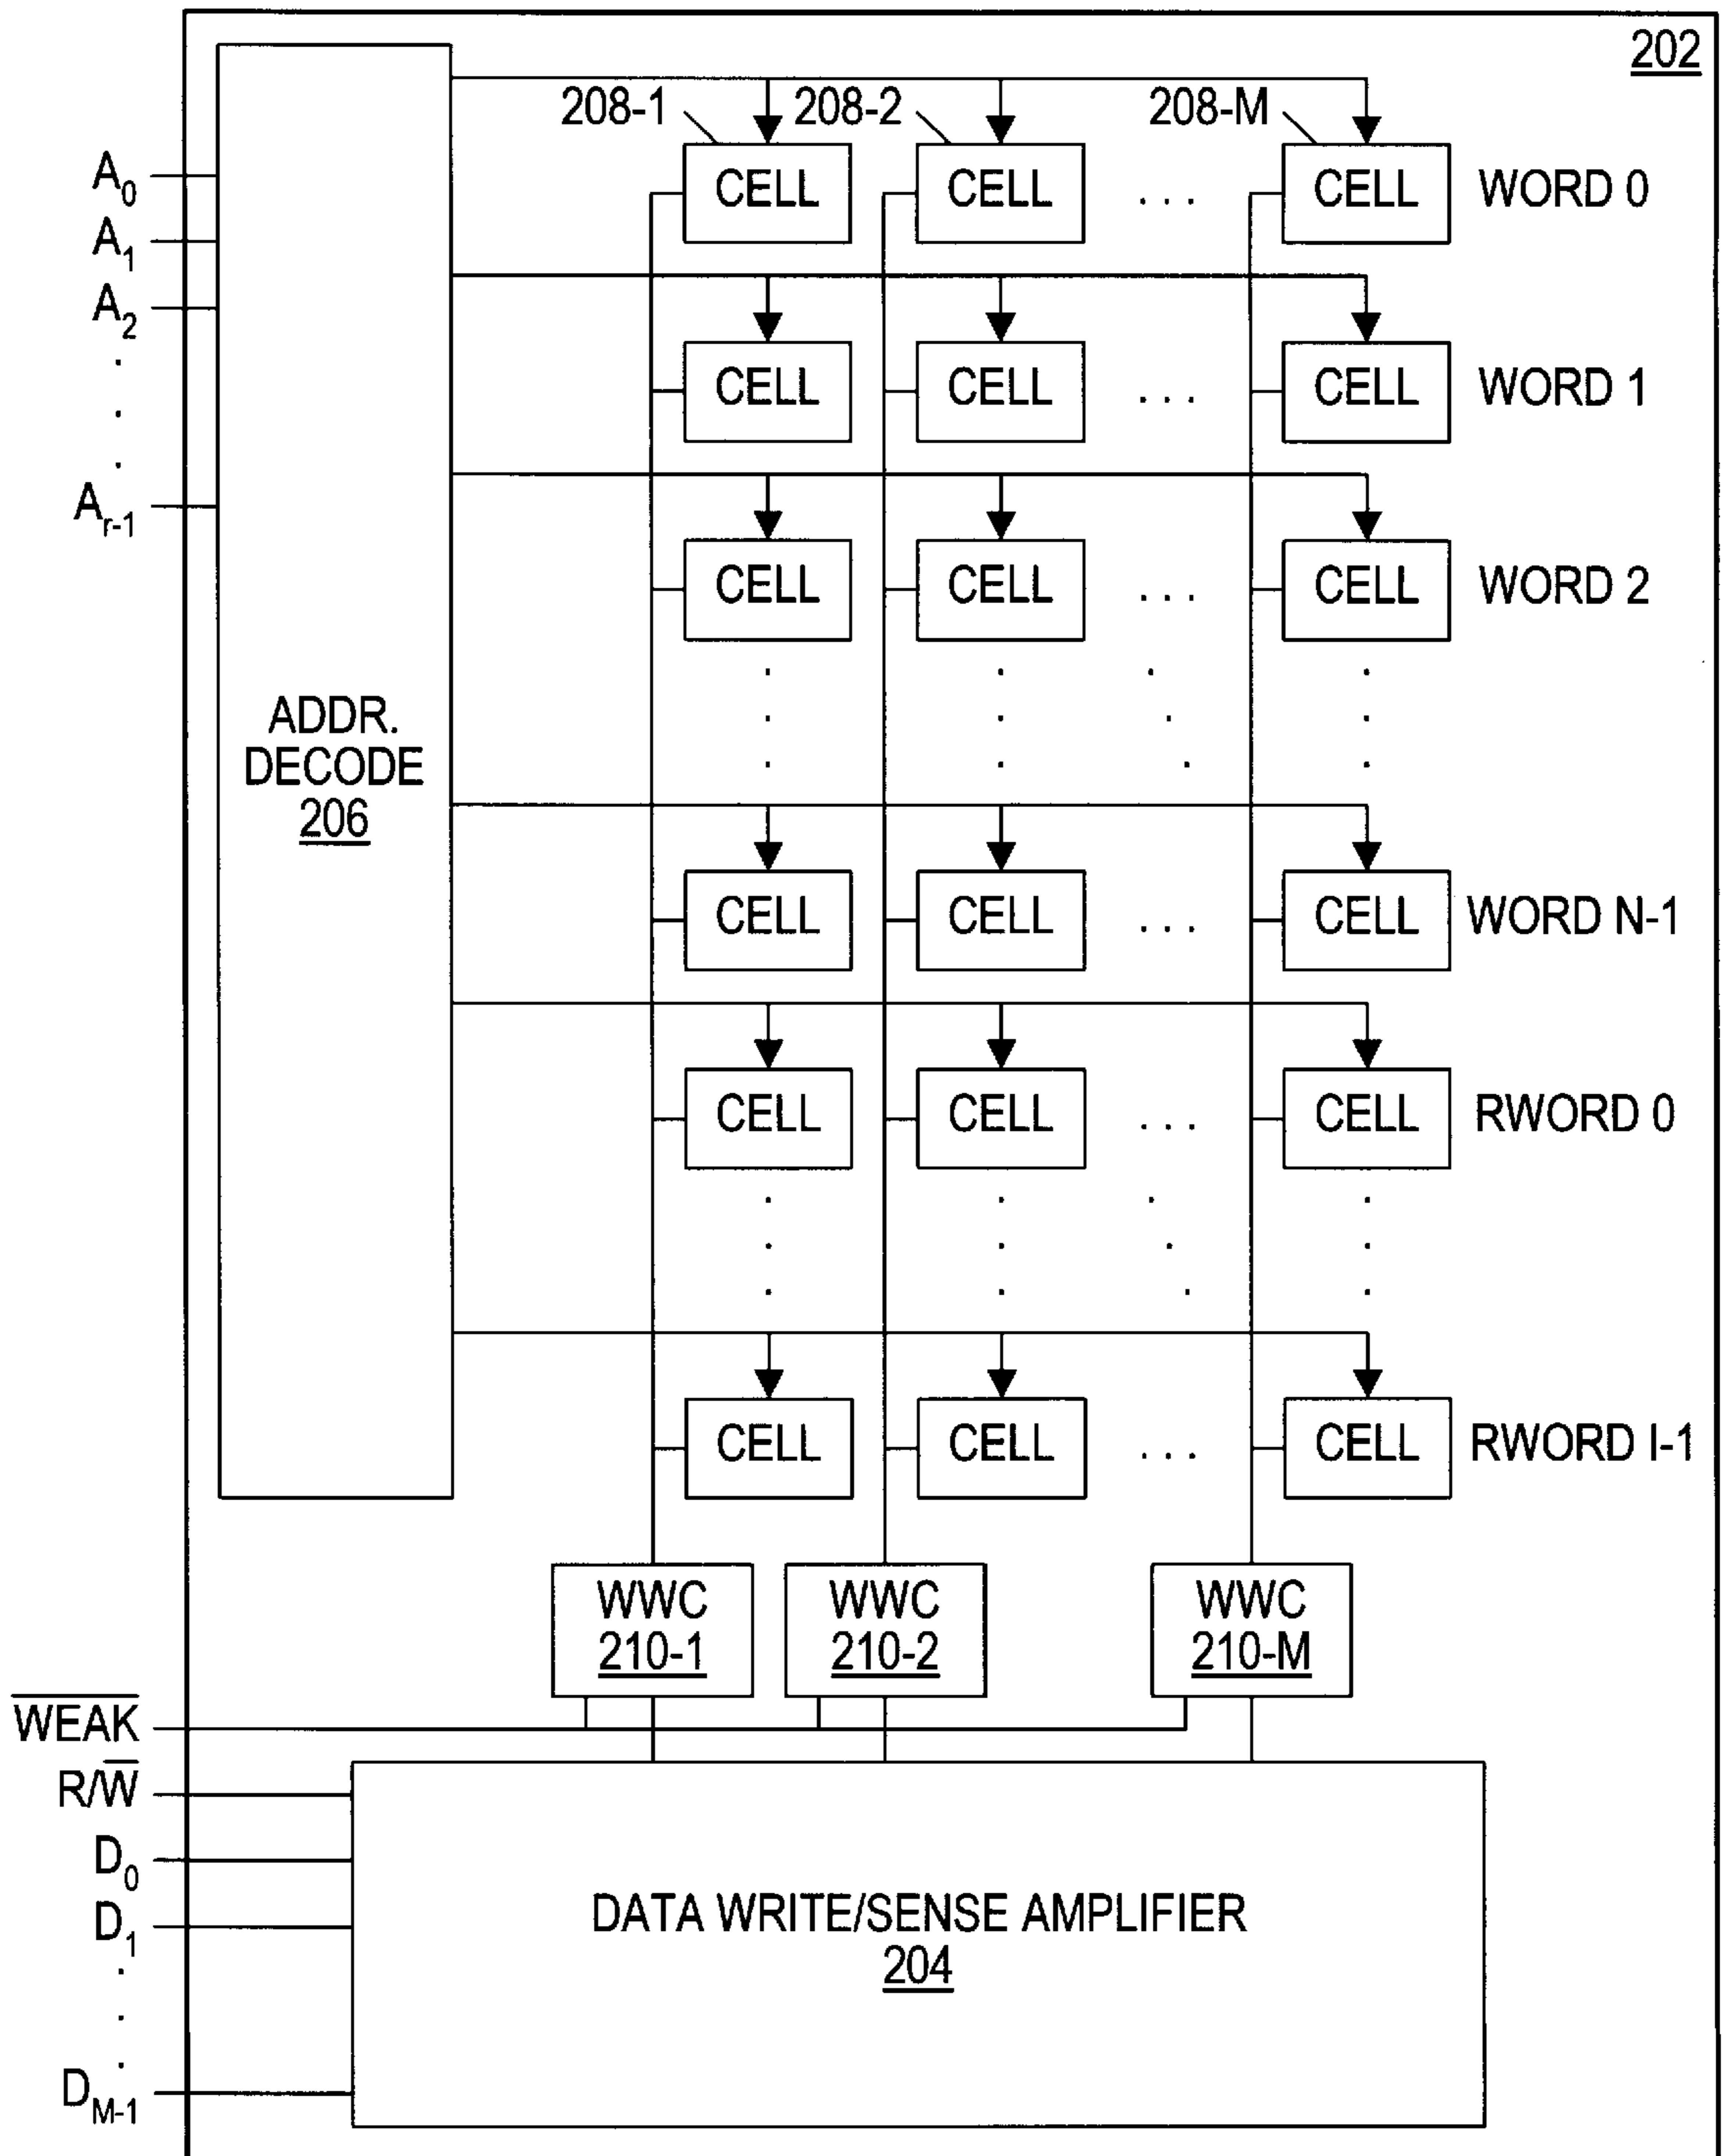 202
208-1 208-2 208-M
A₀ CELL CELL . . . CELL WORD 0
A₁
A₂ CELL CELL . . . CELL WORD 1
Aᵣ₋₁
CELL CELL . . . CELL WORD 2
ADDR.
DECODE
206
CELL CELL . . . CELL WORD N-1
CELL CELL . . . CELL RWORD 0
CELL CELL . . . CELL RWORD I-1
WWC WWC WWC
210-1 210-2 210-M
W̅E̅A̅K̅
R/W̅
D₀
D₁
DATA WRITE/SENSE AMPLIFIER
204
D_M-1